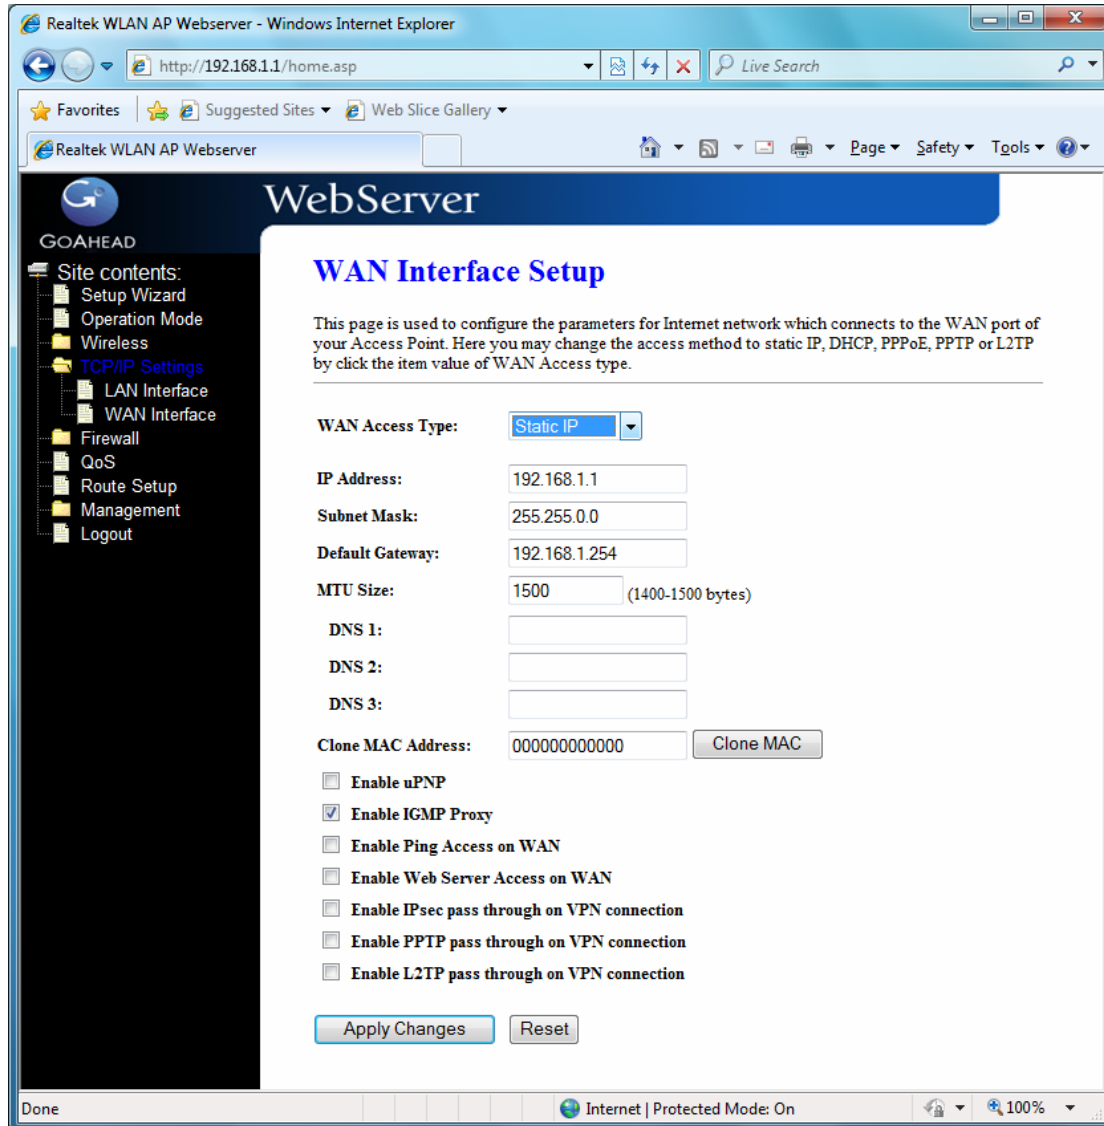 Realtek WLAN AP Webserver - Windows Internet Explorer
http://192.168.1.1/home.asp
Live Search
Favorites
Suggested Sites
Web Slice Gallery
Realtek WLAN AP Webserver
Page
Safety
Tools
GOAHEAD
WebServer
Site contents:
Setup Wizard
Operation Mode
Wireless
TCP/IP Settings
LAN Interface
WAN Interface
Firewall
QoS
Route Setup
Management
Logout
WAN Interface Setup
This page is used to configure the parameters for Internet network which connects to the WAN port of
your Access Point. Here you may change the access method to static IP, DHCP, PPPoE, PPTP or L2TP
by click the item value of WAN Access type.
WAN Access Type: Static IP
IP Address: 192.168.1.1
Subnet Mask: 255.255.0.0
Default Gateway: 192.168.1.254
MTU Size: 1500 (1400-1500 bytes)
DNS 1:
DNS 2:
DNS 3:
Clone MAC Address: 000000000000 Clone MAC
Enable uPNP
Enable IGMP Proxy
Enable Ping Access on WAN
Enable Web Server Access on WAN
Enable IPsec pass through on VPN connection
Enable PPTP pass through on VPN connection
Enable L2TP pass through on VPN connection
Apply Changes Reset
Done
Internet | Protected Mode: On
100%